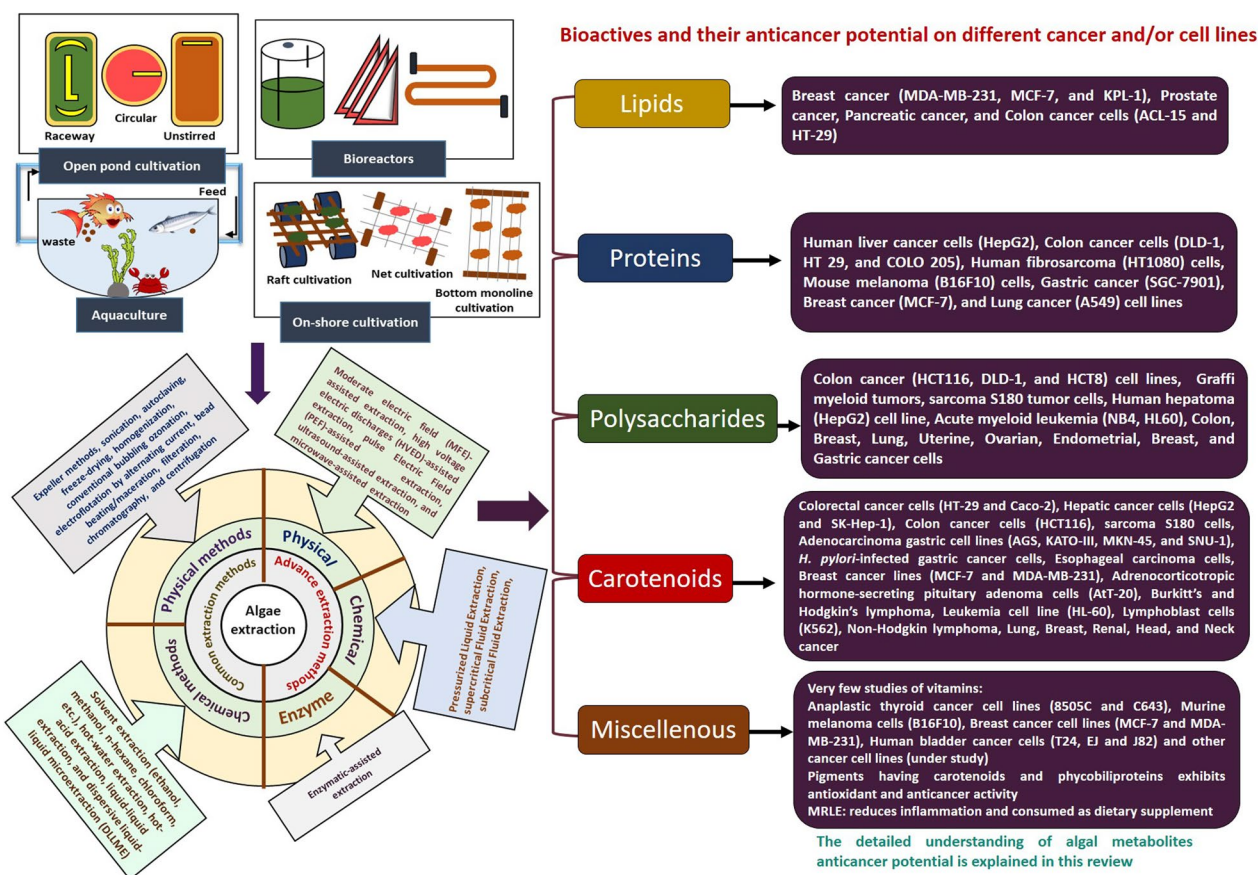 Raceway
Circular
Unstirred
Open pond cultivation
Bioreactors
Feed
waste
Aquaculture
Raft cultivation
Net cultivation
Bottom monoline
cultivation
On-shore cultivation
Expeller methods, sonication, autoclaving,
freeze-drying, homogenization,
conventional bubbling ozonation,
electroflotation by alternating current, bead
beating/maceration, filteration,
chromatography, and centrifugation
Moderate electric field (MFE)-
assisted extraction, high voltage
electric discharges (HVED)-assisted
extraction, pulse Electric Field
(PEF)-assisted extraction,
ultrasound-assisted extraction, and
microwave-assisted extraction
Physical methods
Physical
Common extraction methods
Advance extraction methods
Algae
extraction
Chemical
Chemical methods
Enzyme
Pressurized Liquid Extraction,
supercritical Fluid Extraction,
subcritical Fluid Extraction,
Solvent extraction (ethanol,
methanol, n-hexane, chloroform,
etc.), hot-water extraction, hot-
acid extraction, liquid-liquid
extraction, and dispersive liquid-
liquid microextraction (DLLME)
Enzymatic-assisted
extraction
Bioactives and their anticancer potential on different cancer and/or cell lines
Lipids
Breast cancer (MDA-MB-231, MCF-7, and KPL-1), Prostate
cancer, Pancreatic cancer, and Colon cancer cells (ACL-15 and
HT-29)
Proteins
Human liver cancer cells (HepG2), Colon cancer cells (DLD-1,
HT 29, and COLO 205), Human fibrosarcoma (HT1080) cells,
Mouse melanoma (B16F10) cells, Gastric cancer (SGC-7901),
Breast cancer (MCF-7), and Lung cancer (A549) cell lines
Polysaccharides
Colon cancer (HCT116, DLD-1, and HCT8) cell lines, Graffi
myeloid tumors, sarcoma S180 tumor cells, Human hepatoma
(HepG2) cell line, Acute myeloid leukemia (NB4, HL60), Colon,
Breast, Lung, Uterine, Ovarian, Endometrial, Breast, and
Gastric cancer cells
Carotenoids
Colorectal cancer cells (HT-29 and Caco-2), Hepatic cancer cells (HepG2
and SK-Hep-1), Colon cancer cells (HCT116), sarcoma S180 cells,
Adenocarcinoma gastric cell lines (AGS, KATO-III, MKN-45, and SNU-1),
H. pylori-infected gastric cancer cells, Esophageal carcinoma cells,
Breast cancer lines (MCF-7 and MDA-MB-231), Adrenocorticotropic
hormone-secreting pituitary adenoma cells (AtT-20), Burkitt's and
Hodgkin's lymphoma, Leukemia cell line (HL-60), Lymphoblast cells
(K562), Non-Hodgkin lymphoma, Lung, Breast, Renal, Head, and Neck
cancer
Miscellenous
Very few studies of vitamins:
Anaplastic thyroid cancer cell lines (8505C and C643), Murine
melanoma cells (B16F10), Breast cancer cell lines (MCF-7 and MDA-
MB-231), Human bladder cancer cells (T24, EJ and J82) and other
cancer cell lines (under study)
Pigments having carotenoids and phycobiliproteins exhibits
antioxidant and anticancer activity
MRLE: reduces inflammation and consumed as dietary supplement
The detailed understanding of algal metabolites
anticancer potential is explained in this review